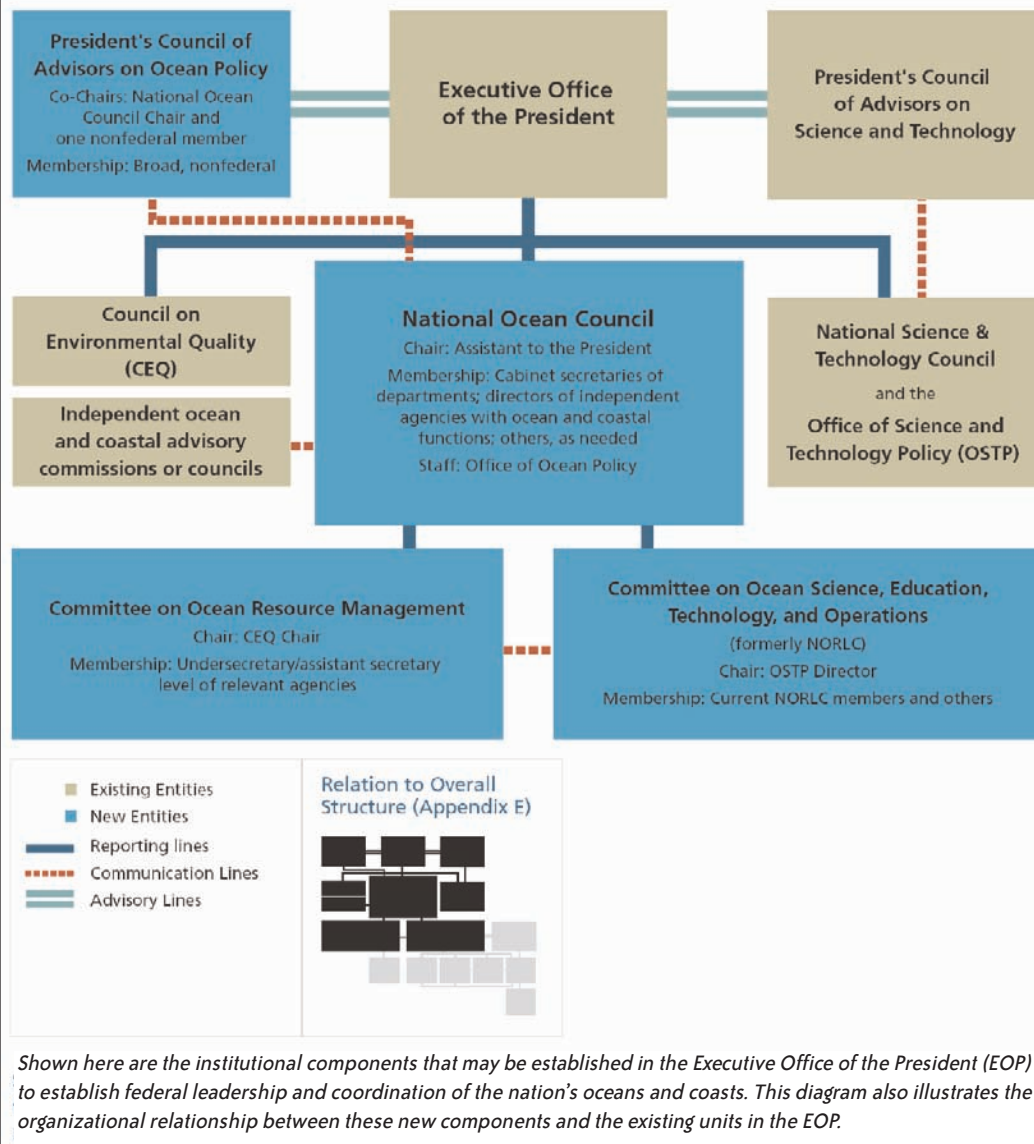 President's Council of
Advisors on Ocean Policy
Co-Chairs: National Ocean
Council Chair and
one nonfederal member
Membership: Broad, nonfederal
Executive Office
of the President
President's Council
of Advisors on
Science and Technology
Council on
Environmental Quality
(CEQ)
Independent ocean
and coastal advisory
commissions or councils
National Ocean Council
Chair: Assistant to the President
Membership: Cabinet secretaries of
departments; directors of independent
agencies with ocean and coastal
functions; others, as needed
Staff: Office of Ocean Policy
National Science &
Technology Council
and the
Office of Science and
Technology Policy (OSTP)
Committee on Ocean Resource Management
Chair: CEQ Chair
Membership: Undersecretary/assistant secretary
level of relevant agencies
Committee on Ocean Science, Education,
Technology, and Operations
(formerly NORLC)
Chair: OSTP Director
Membership: Current NORLC members and others
Existing Entities
New Entities
Reporting lines
Communication Lines
Advisory Lines
Relation to Overall
Structure (Appendix E)
Shown here are the institutional components that may be established in the Executive Office of the President (EOP)
to establish federal leadership and coordination of the nation's oceans and coasts. This diagram also illustrates the
organizational relationship between these new components and the existing units in the EOP.